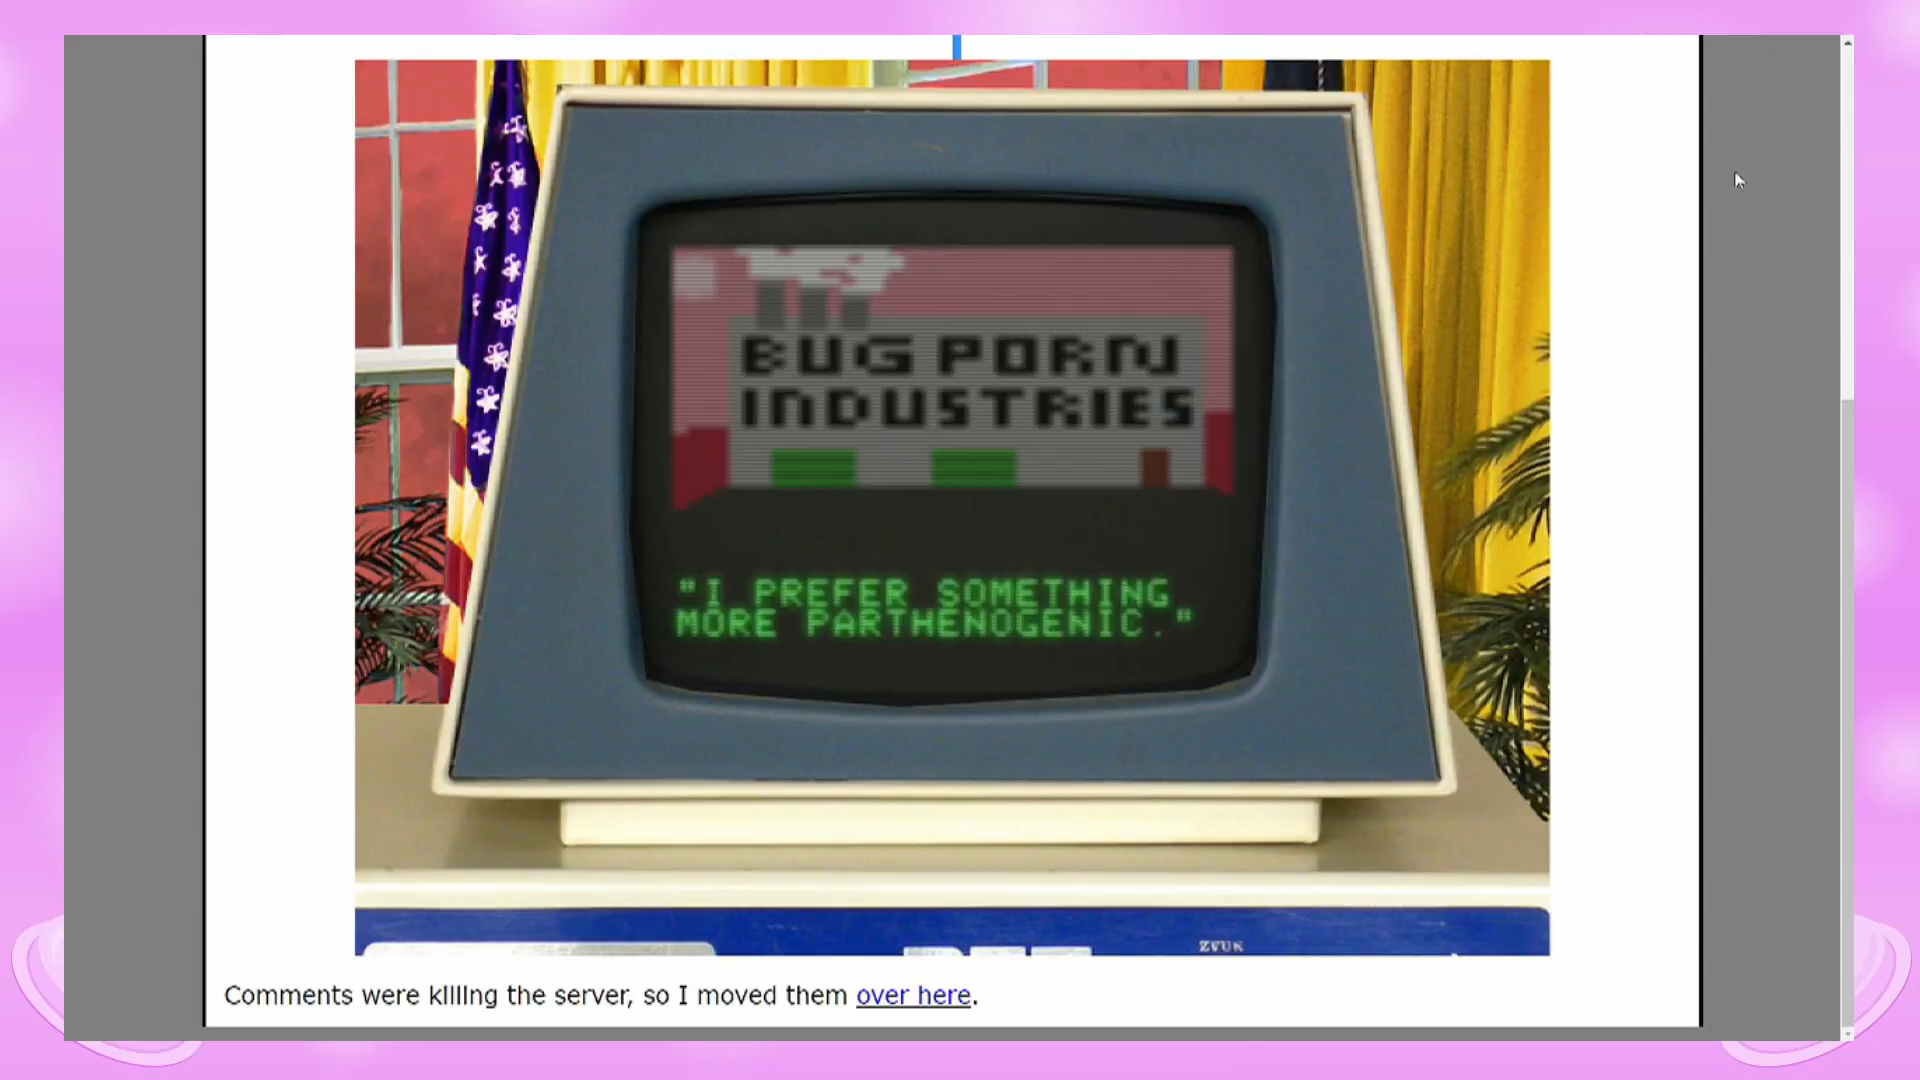 BUG PORN
INDUSTRIES
"I PREFER SOMETHING
MORE PARTHENOGENIC."
Comments were killing the server, so I moved them over here.